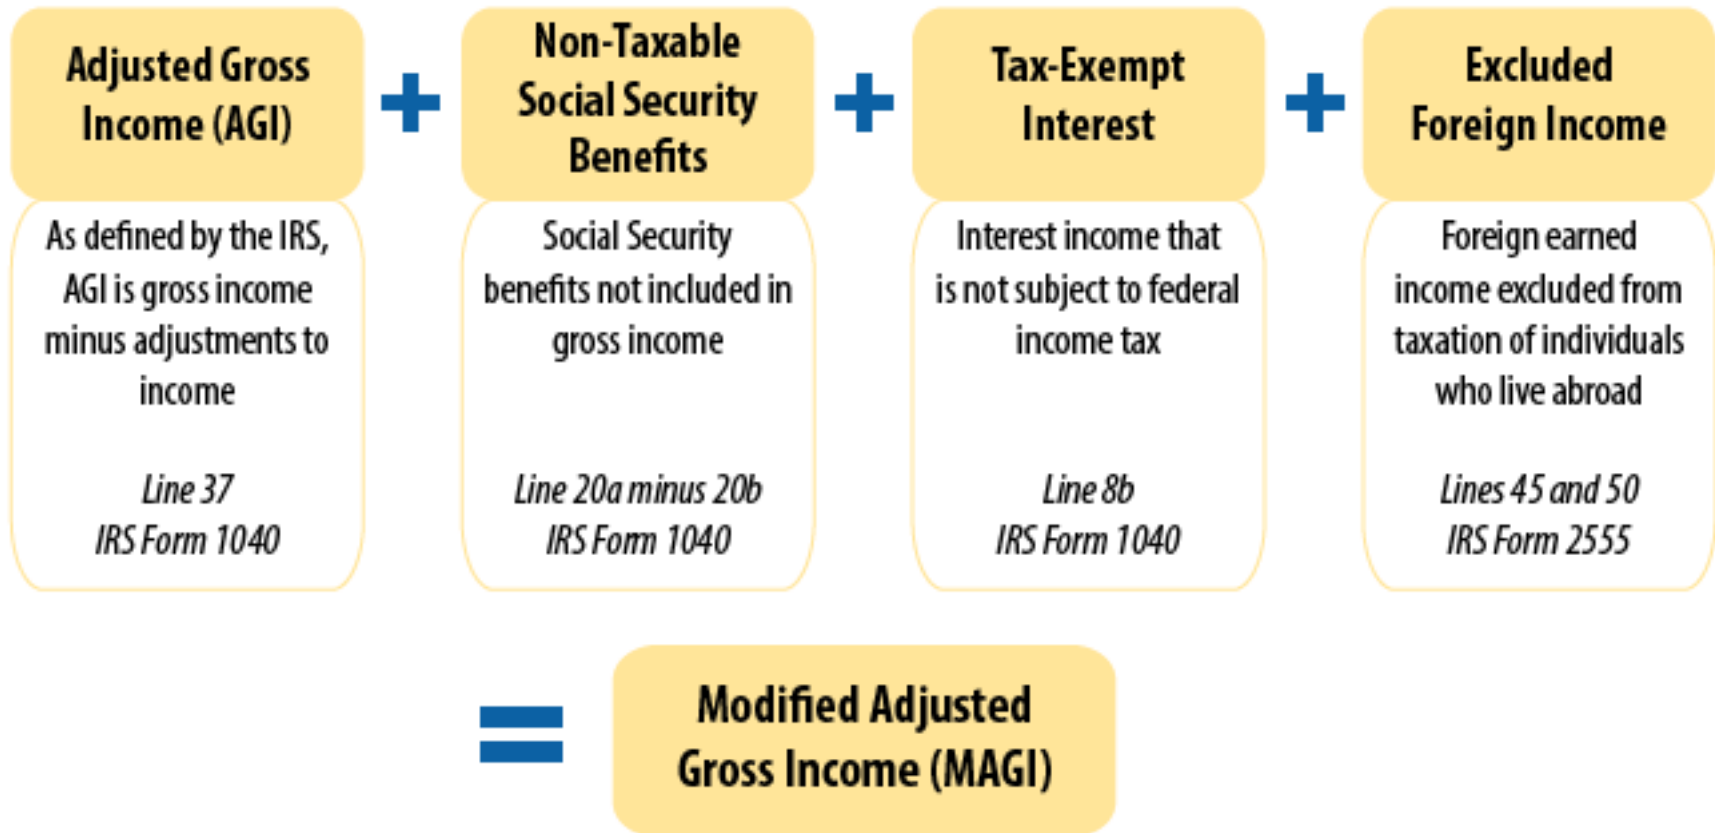 Adjusted Gross
Income (AGI)
+
Non-Taxable
Social Security
Benefits
+
Tax-Exempt
Interest
+
Excluded
Foreign Income
As defined by the IRS,
AGI is gross income
minus adjustments to
income
Line 37
IRS Form 1040
Social Security
benefits not included in
gross income
Line 20a minus 20b
IRS Form 1040
Interest income that
is not subject to federal
income tax
Line 8b
IRS Form 1040
Foreign earned
income excluded from
taxation of individuals
who live abroad
Lines 45 and 50
IRS Form 2555
=
Modified Adjusted
Gross Income (MAGI)